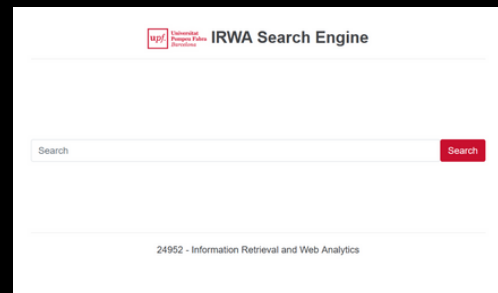 upf. Universitat Pompeu Fabra Barcelona IRWA Search Engine
Search Search
24952 - Information Retrieval and Web Analytics